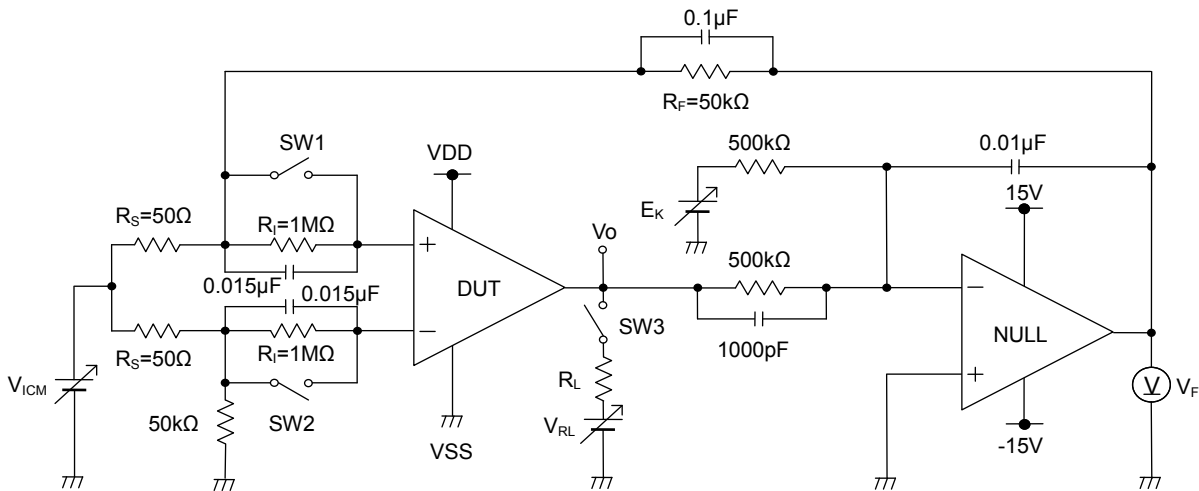 0.1μF
R_F=50kΩ
SW1
VDD
500kΩ
0.01μF
15V
R_S=50Ω
R_I=1MΩ
E_K
Vo
0.015μF
0.015μF
DUT
500kΩ
NULL
SW3
R_S=50Ω
R_I=1MΩ
1000pF
V_ICM
R_L
V
V_F
50kΩ
SW2
VSS
V_RL
-15V
+
−
−
+